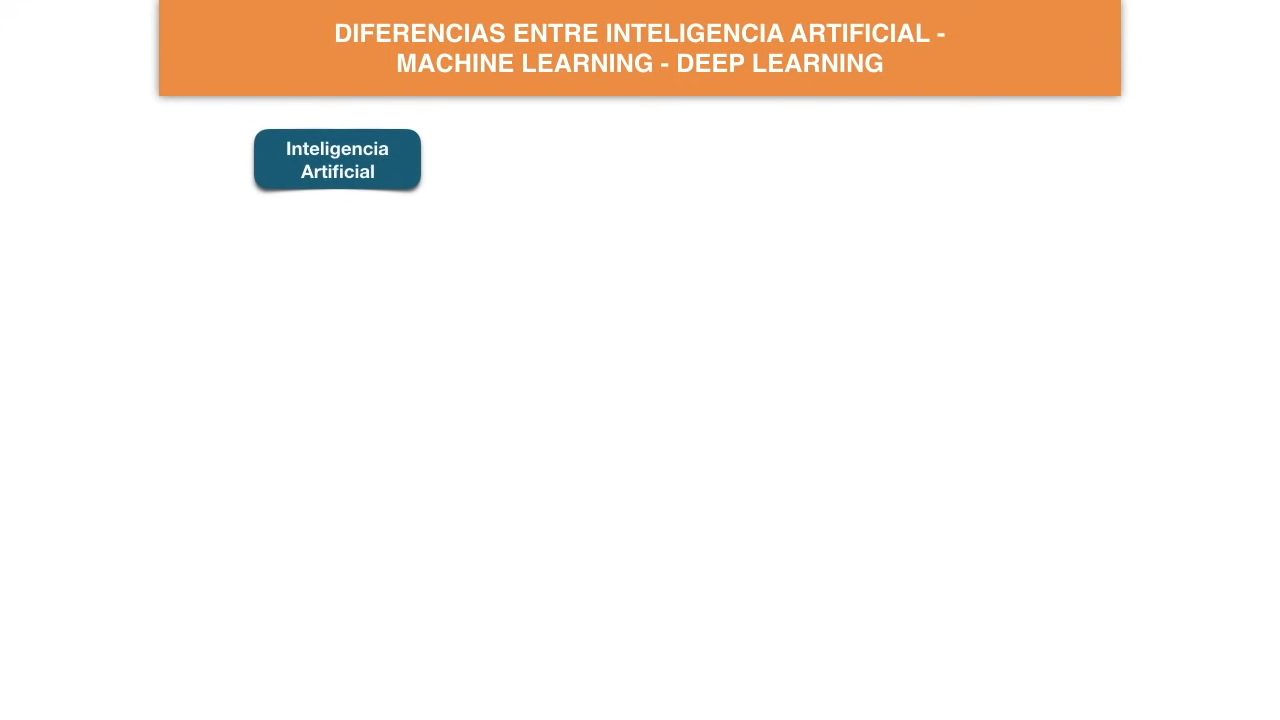 DIFERENCIAS ENTRE INTELIGENCIA ARTIFICIAL -
MACHINE LEARNING - DEEP LEARNING
Inteligencia
Artificial